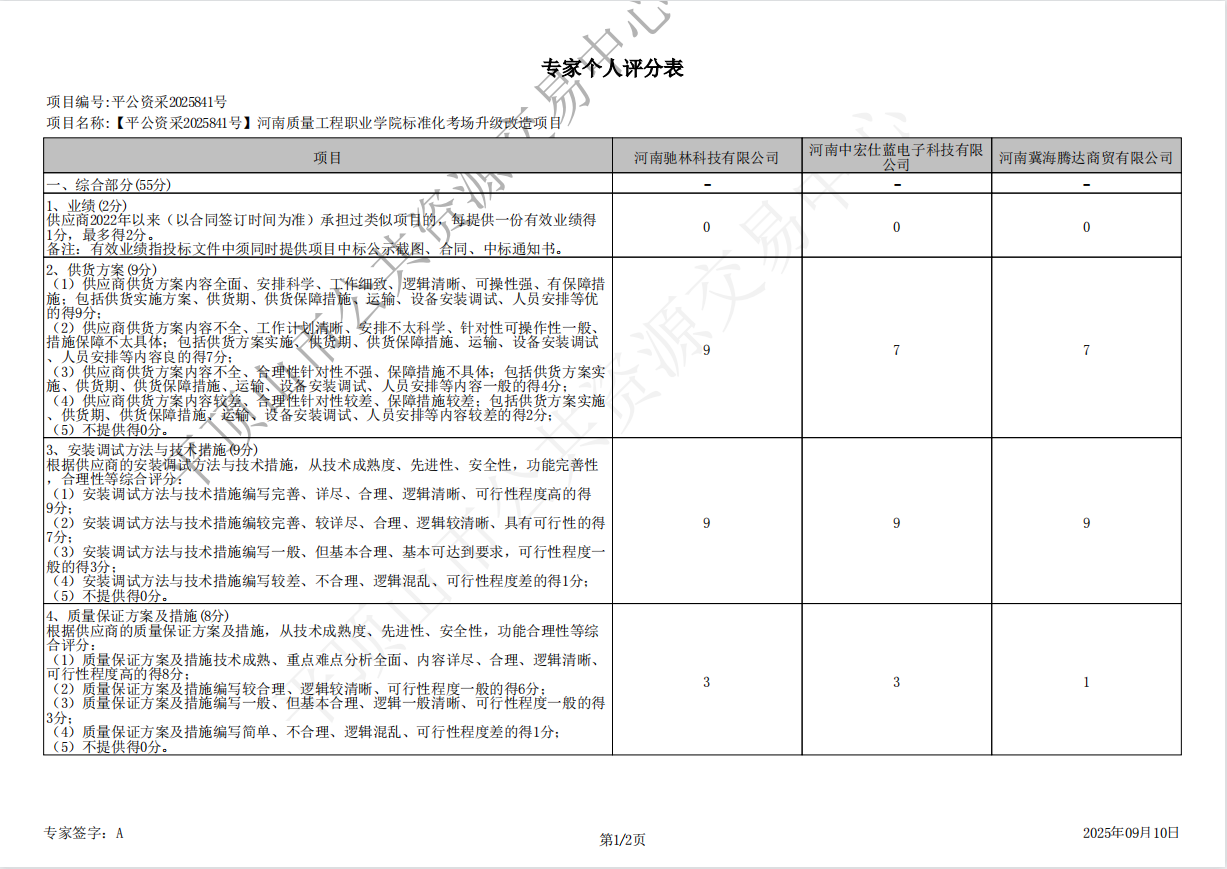 专家个人评分表
项目编号:平公资采2025841号
项目名称:【平公资采2025841号】河南质量工程职业学院标准化考场升级改造项目
项目
河南驰林科技有限公司
河南中宏仕蓝电子科技有限
公司
河南冀海腾达商贸有限公司
一、综合部分(55分)
-
-
-
1、业绩(2分)
供应商2022年以来（以合同签订时间为准）承担过类似项目的，每提供一份有效业绩得
1分，最多得2分。
备注：有效业绩指投标文件中须同时提供项目中标公示截图、合同、中标通知书。
0
0
0
2、供货方案(9分)
（1）供应商供货方案内容全面、安排科学、工作细致、逻辑清晰、可操性强、有保障措
施；包括供货实施方案、供货期、供货保障措施、运输、设备安装调试、人员安排等优
的得9分；
（2）供应商供货方案内容不全、工作计划清晰、安排不太科学、针对性可操作性一般、
措施保障不太具体；包括供货方案实施、供货期、供货保障措施、运输、设备安装调试
、人员安排等内容良的得7分；
（3）供应商供货方案内容不全、合理性针对性不强、保障措施不具体；包括供货方案实
施、供货期、供货保障措施、运输、设备安装调试、人员安排等内容一般的得4分；
（4）供应商供货方案内容较差、合理性针对性较差、保障措施较差；包括供货方案实施
、供货期、供货保障措施、运输、设备安装调试、人员安排等内容较差的得2分；
（5）不提供得0分。
9
7
7
3、安装调试方法与技术措施(9分)
根据供应商的安装调试方法与技术措施，从技术成熟度、先进性、安全性，功能完善性
，合理性等综合评分：
（1）安装调试方法与技术措施编写完善、详尽、合理、逻辑清晰、可行性程度高的得
9分；
（2）安装调试方法与技术措施编较完善、较详尽、合理、逻辑较清晰、具有可行性的得
7分；
（3）安装调试方法与技术措施编写一般、但基本合理、基本可达到要求，可行性程度一
般的得3分；
（4）安装调试方法与技术措施编写较差、不合理、逻辑混乱、可行性程度差的得1分；
（5）不提供得0分。
9
9
9
4、质量保证方案及措施(8分)
根据供应商的质量保证方案及措施，从技术成熟度、先进性、安全性，功能合理性等综
合评分：
（1）质量保证方案及措施技术成熟、重点难点分析全面、内容详尽、合理、逻辑清晰、
可行性程度高的得8分；
（2）质量保证方案及措施编写较合理、逻辑较清晰、可行性程度一般的得6分；
（3）质量保证方案及措施编写一般、但基本合理、逻辑一般清晰、可行性程度一般的得
3分；
（4）质量保证方案及措施编写简单、不合理、逻辑混乱、可行性程度差的得1分；
（5）不提供得0分。
3
3
1
专家签字：A
第1/2页
2025年09月10日
平顶山市公共资源交易中心
平顶山市公共资源交易中心